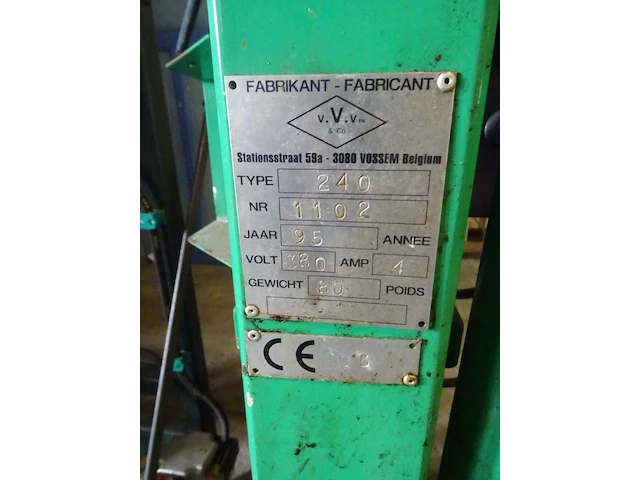 FABRIKANT - FABRICANT
V.V.V
& Co
Stationsstraat 59a - 3080 VOSSEM Belgium
TYPE 240
NR 1102
JAAR 95 ANNEE
VOLT 380 AMP 4
GEWICHT 80 POIDS
CE